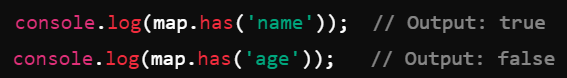 console.log(map.has('name'));  // Output: true
console.log(map.has('age'));   // Output: false